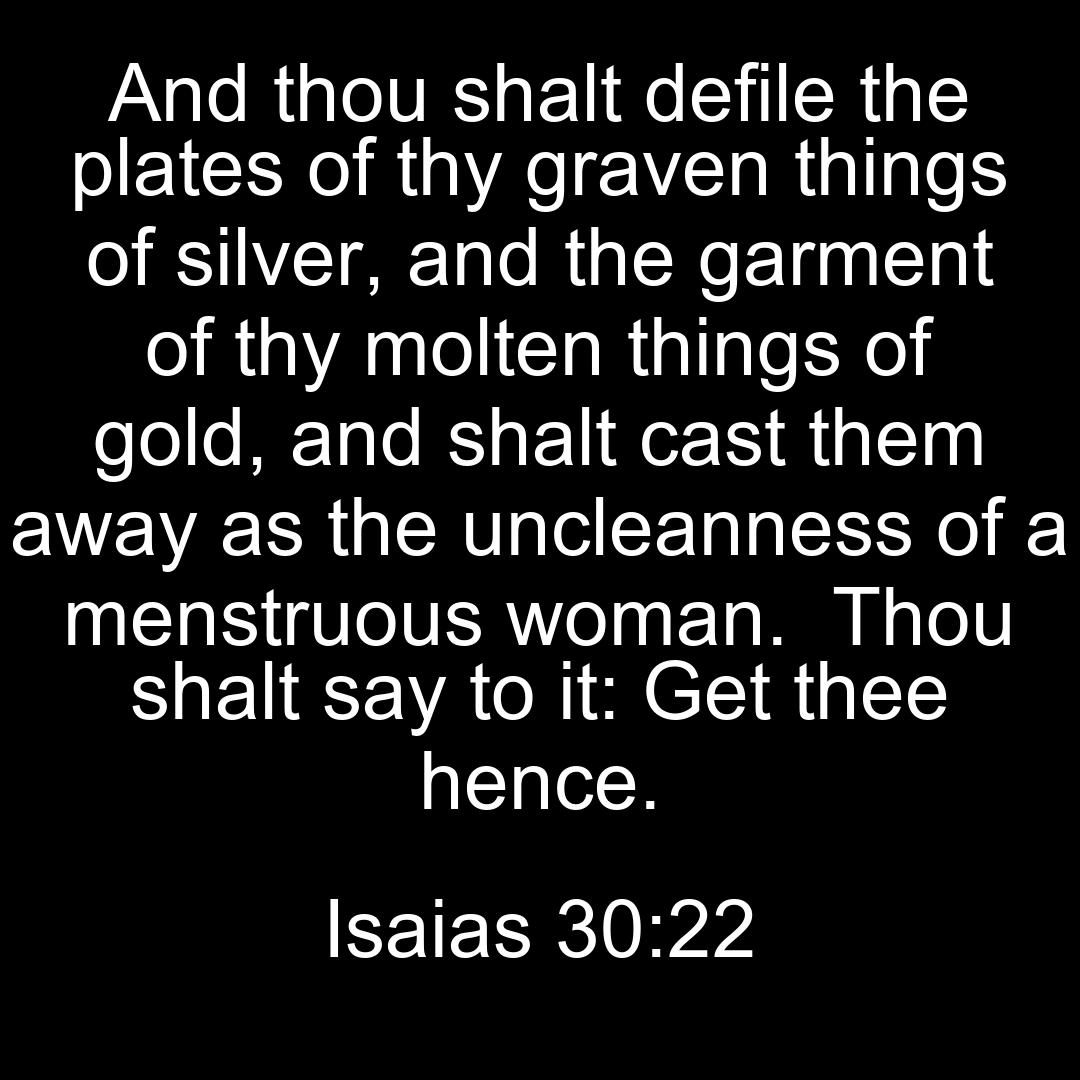 And thou shalt defile the
plates of thy graven things
of silver, and the garment
of thy molten things of
gold, and shalt cast them
away as the uncleanness of a
menstruous woman.  Thou
shalt say to it: Get thee
hence.
Isaias 30:22